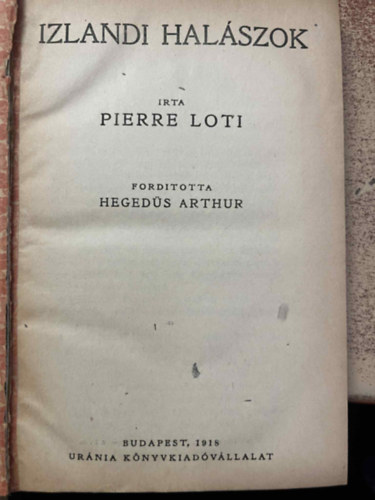 IZLANDI HALÁSZOK
IRTA
PIERRE LOTI
FORDITOTTA
HEGEDŰS ARTHUR
BUDAPEST, 1918
URÁNIA KÖNYVKIADÓVÁLLALAT